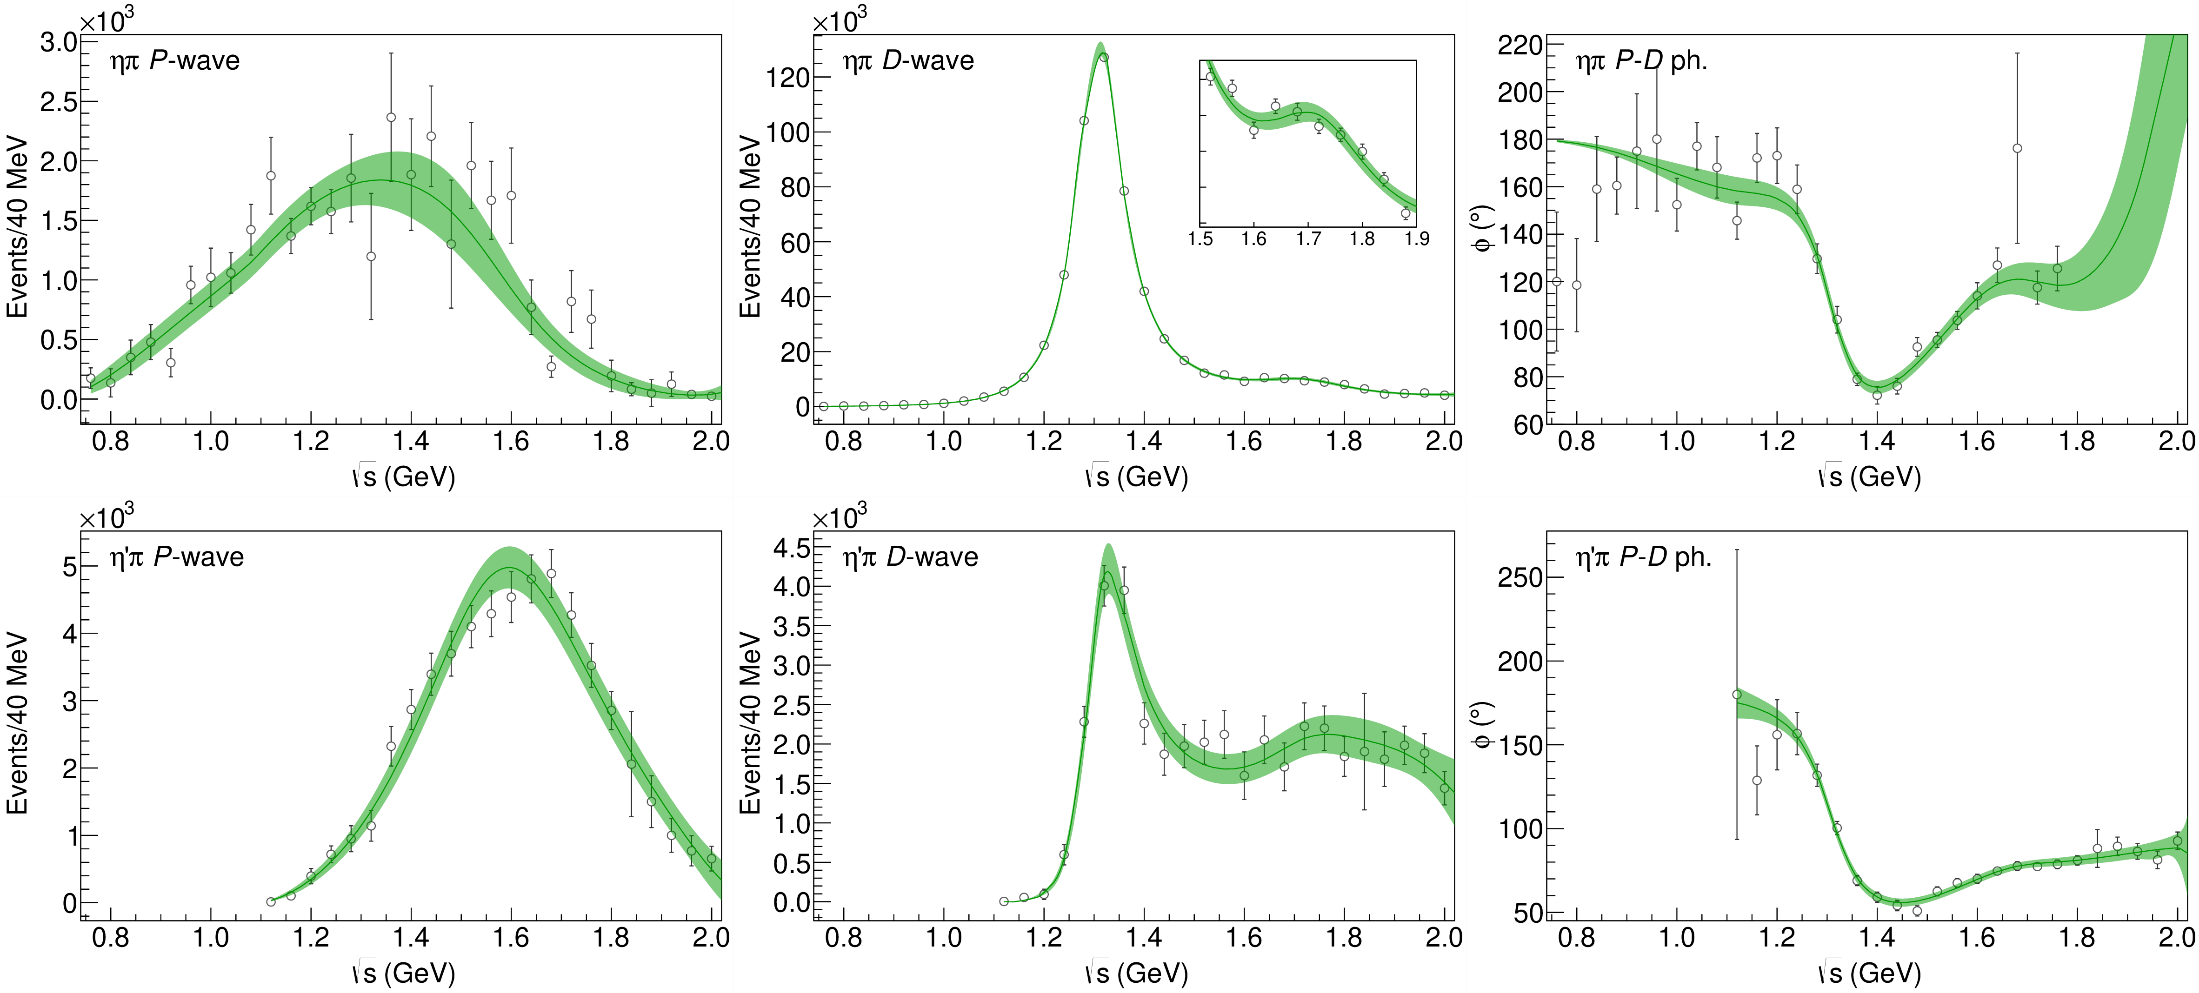 ×10³
ηπ P-wave
3.0
2.5
2.0
1.5
1.0
0.5
0.0
Events/40 MeV
0.8 1.0 1.2 1.4 1.6 1.8 2.0
√s (GeV)
×10³
ηπ D-wave
120
100
80
60
40
20
0
Events/40 MeV
1.5 1.6 1.7 1.8 1.9
0.8 1.0 1.2 1.4 1.6 1.8 2.0
√s (GeV)
ηπ P-D ph.
220
200
180
160
140
120
100
80
60
ϕ (°)
0.8 1.0 1.2 1.4 1.6 1.8 2.0
√s (GeV)
×10³
η'π P-wave
5
4
3
2
1
0
Events/40 MeV
0.8 1.0 1.2 1.4 1.6 1.8 2.0
√s (GeV)
×10³
η'π D-wave
4.5
4.0
3.5
3.0
2.5
2.0
1.5
1.0
0.5
0.0
Events/40 MeV
0.8 1.0 1.2 1.4 1.6 1.8 2.0
√s (GeV)
η'π P-D ph.
250
200
150
100
50
ϕ (°)
0.8 1.0 1.2 1.4 1.6 1.8 2.0
√s (GeV)